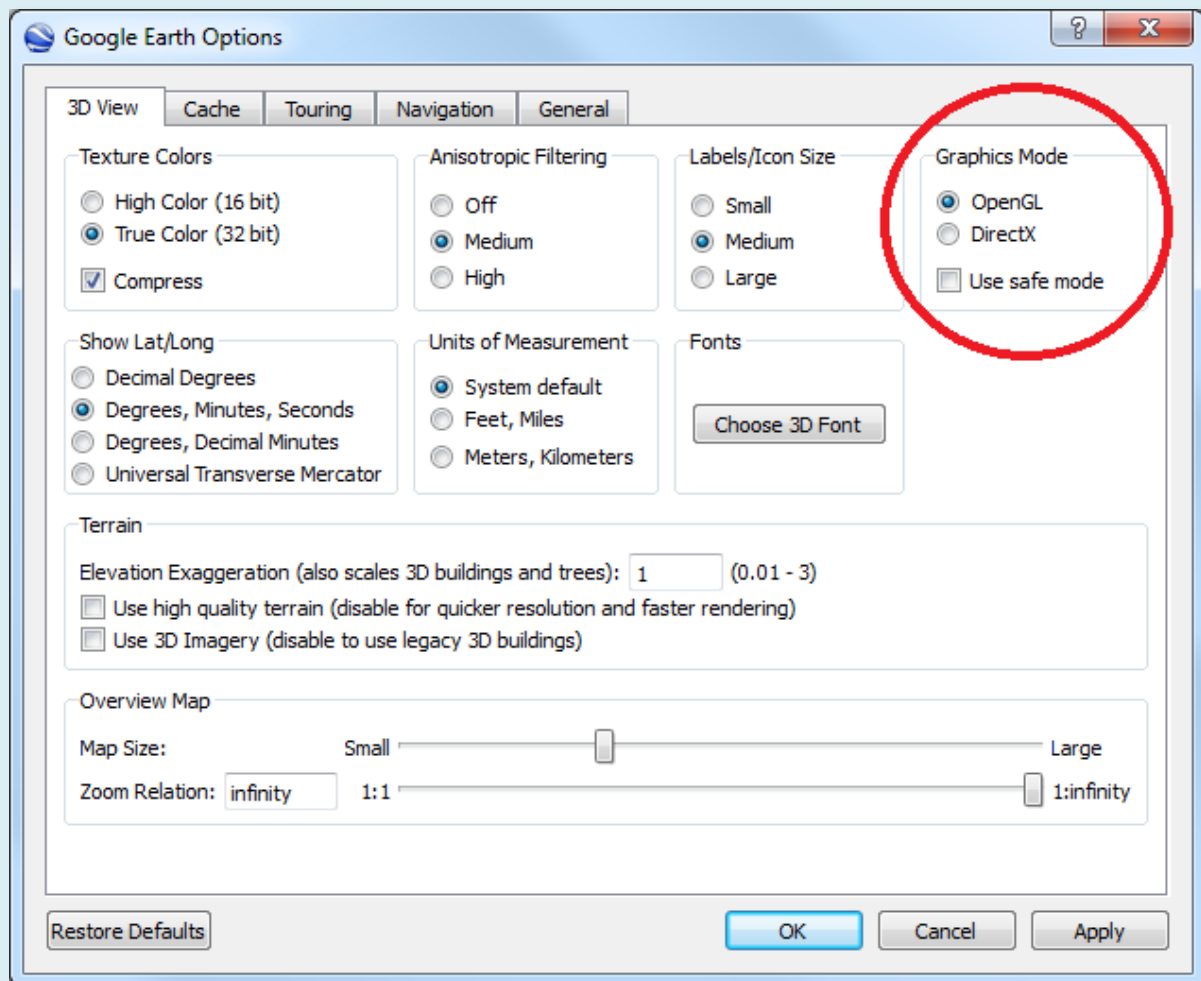 Google Earth Options
?
X
3D View
Cache
Touring
Navigation
General
Texture Colors
High Color (16 bit)
True Color (32 bit)
Compress
Anisotropic Filtering
Off
Medium
High
Labels/Icon Size
Small
Medium
Large
Graphics Mode
OpenGL
DirectX
Use safe mode
Show Lat/Long
Decimal Degrees
Degrees, Minutes, Seconds
Degrees, Decimal Minutes
Universal Transverse Mercator
Units of Measurement
System default
Feet, Miles
Meters, Kilometers
Fonts
Choose 3D Font
Terrain
Elevation Exaggeration (also scales 3D buildings and trees): 1 (0.01 - 3)
Use high quality terrain (disable for quicker resolution and faster rendering)
Use 3D Imagery (disable to use legacy 3D buildings)
Overview Map
Map Size: Small Large
Zoom Relation: infinity 1:1 1:infinity
Restore Defaults
OK
Cancel
Apply